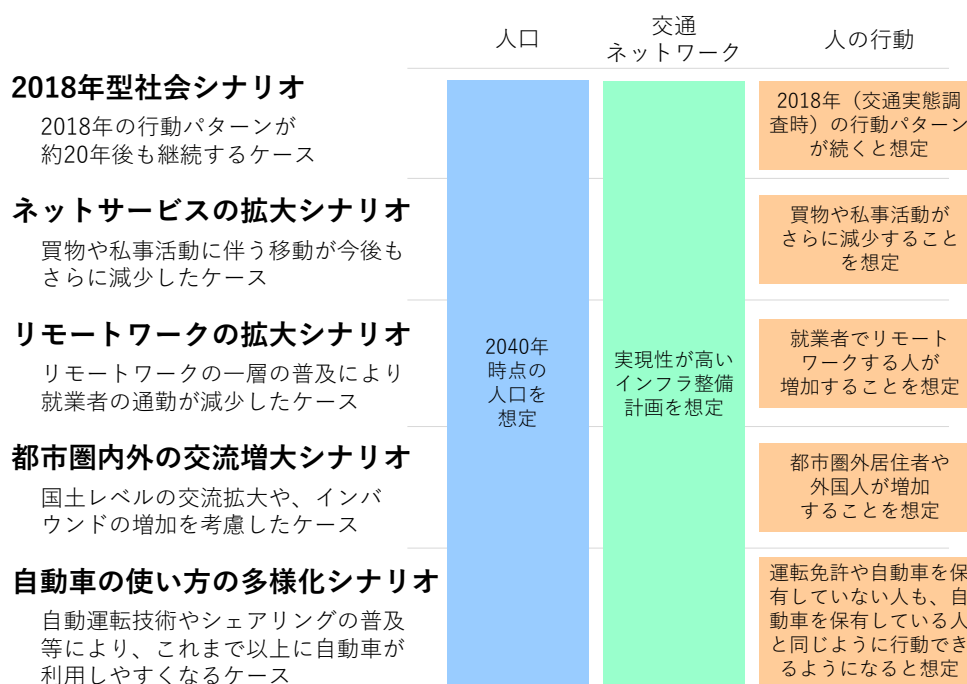 人口
交通
ネットワーク
人の行動
2018年型社会シナリオ
2018年の行動パターンが
約20年後も継続するケース
2018年（交通実態調
査時）の行動パターン
が続くと想定
ネットサービスの拡大シナリオ
買物や私事活動に伴う移動が今後も
さらに減少したケース
買物や私事活動が
さらに減少すること
を想定
リモートワークの拡大シナリオ
リモートワークの一層の普及により
就業者の通勤が減少したケース
2040年
時点の
人口を
想定
実現性が高い
インフラ整備
計画を想定
就業者でリモート
ワークする人が
増加することを想定
都市圏内外の交流増大シナリオ
国土レベルの交流拡大や、インバ
ウンドの増加を考慮したケース
都市圏外居住者や
外国人が増加
することを想定
自動車の使い方の多様化シナリオ
自動運転技術やシェアリングの普及
等により、これまで以上に自動車が
利用しやすくなるケース
運転免許や自動車を保
有していない人も、自
動車を保有している人
と同じように行動でき
るようになると想定